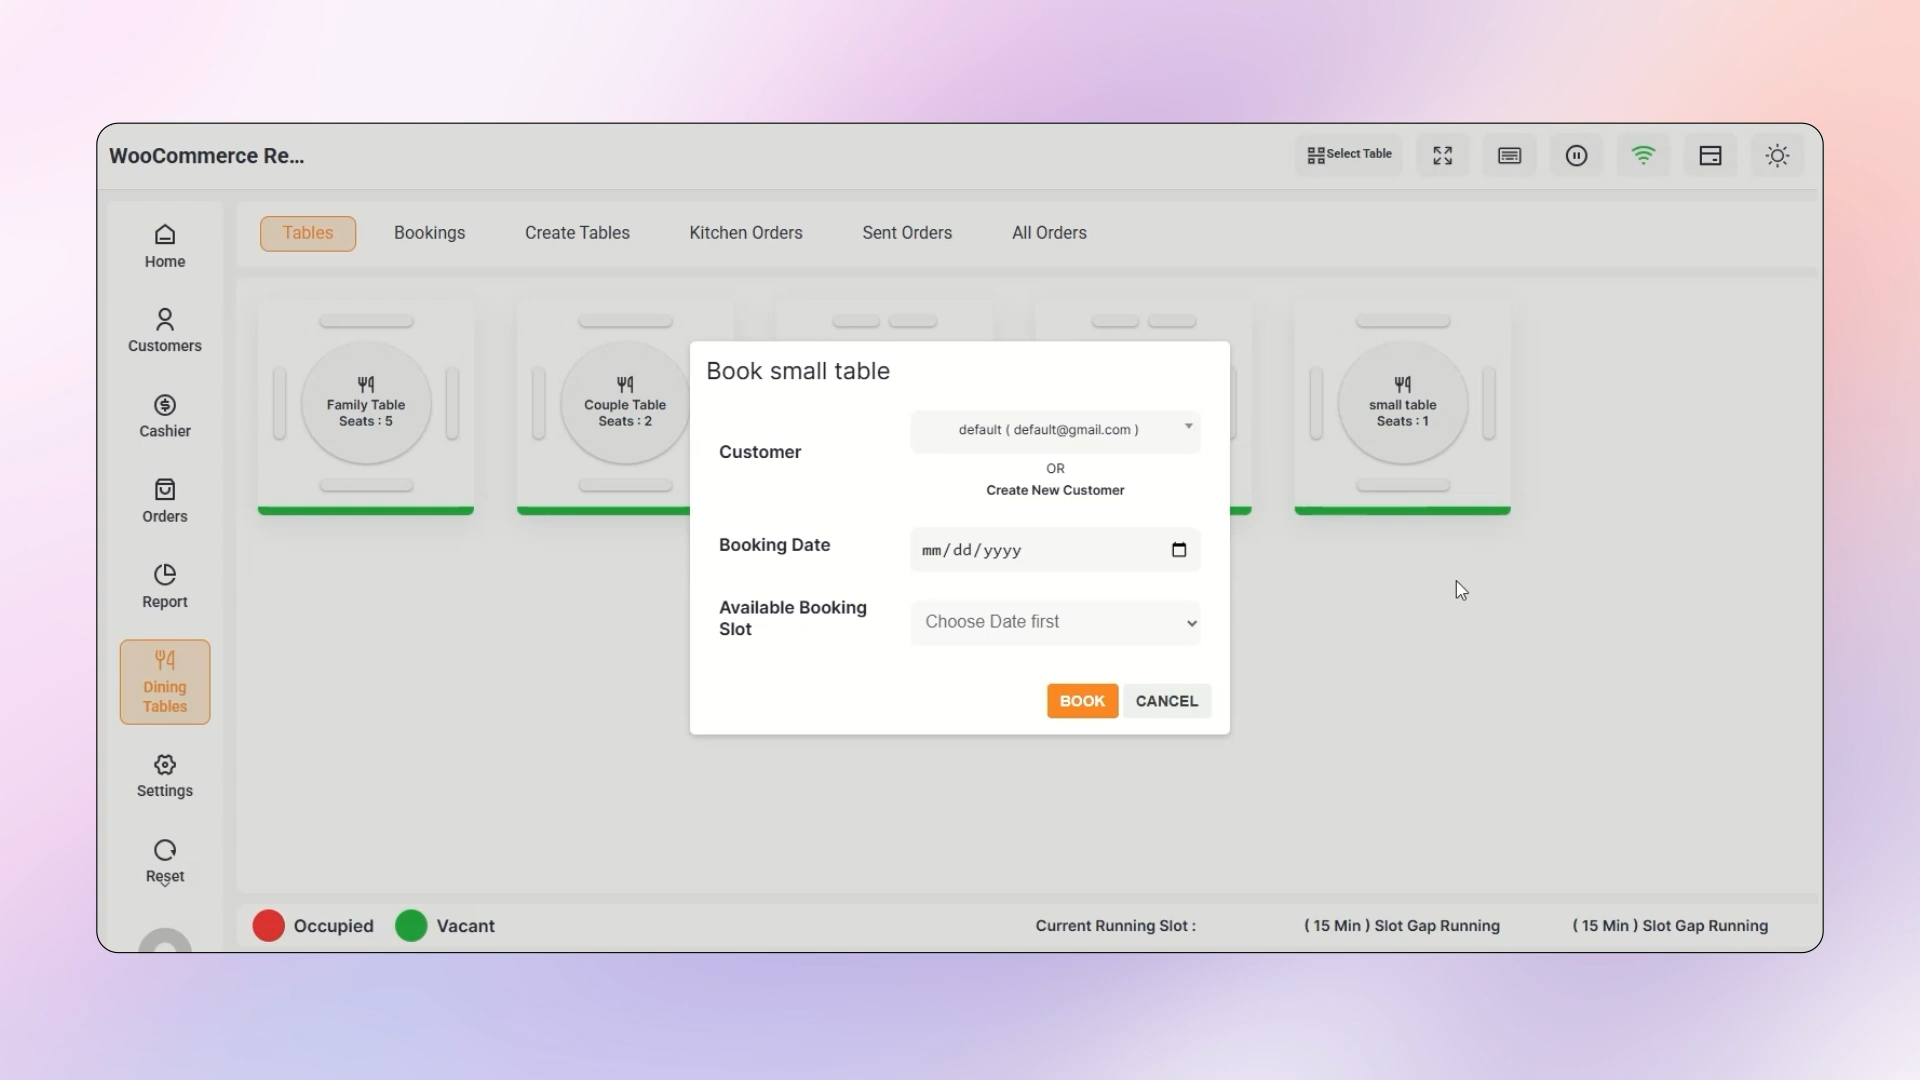 WooCommerce Re...
Select Table
Home
Customers
Cashier
Orders
Report
Dining
Tables
Settings
Reset
Tables
Bookings
Create Tables
Kitchen Orders
Sent Orders
All Orders
Family Table
Seats : 5
Couple Table
Seats : 2
small table
Seats : 1
Book small table
Customer
default ( default@gmail.com )
OR
Create New Customer
Booking Date
mm/dd/yyyy
Available Booking
Slot
Choose Date first
BOOK
CANCEL
Occupied
Vacant
Current Running Slot :
( 15 Min ) Slot Gap Running
( 15 Min ) Slot Gap Running